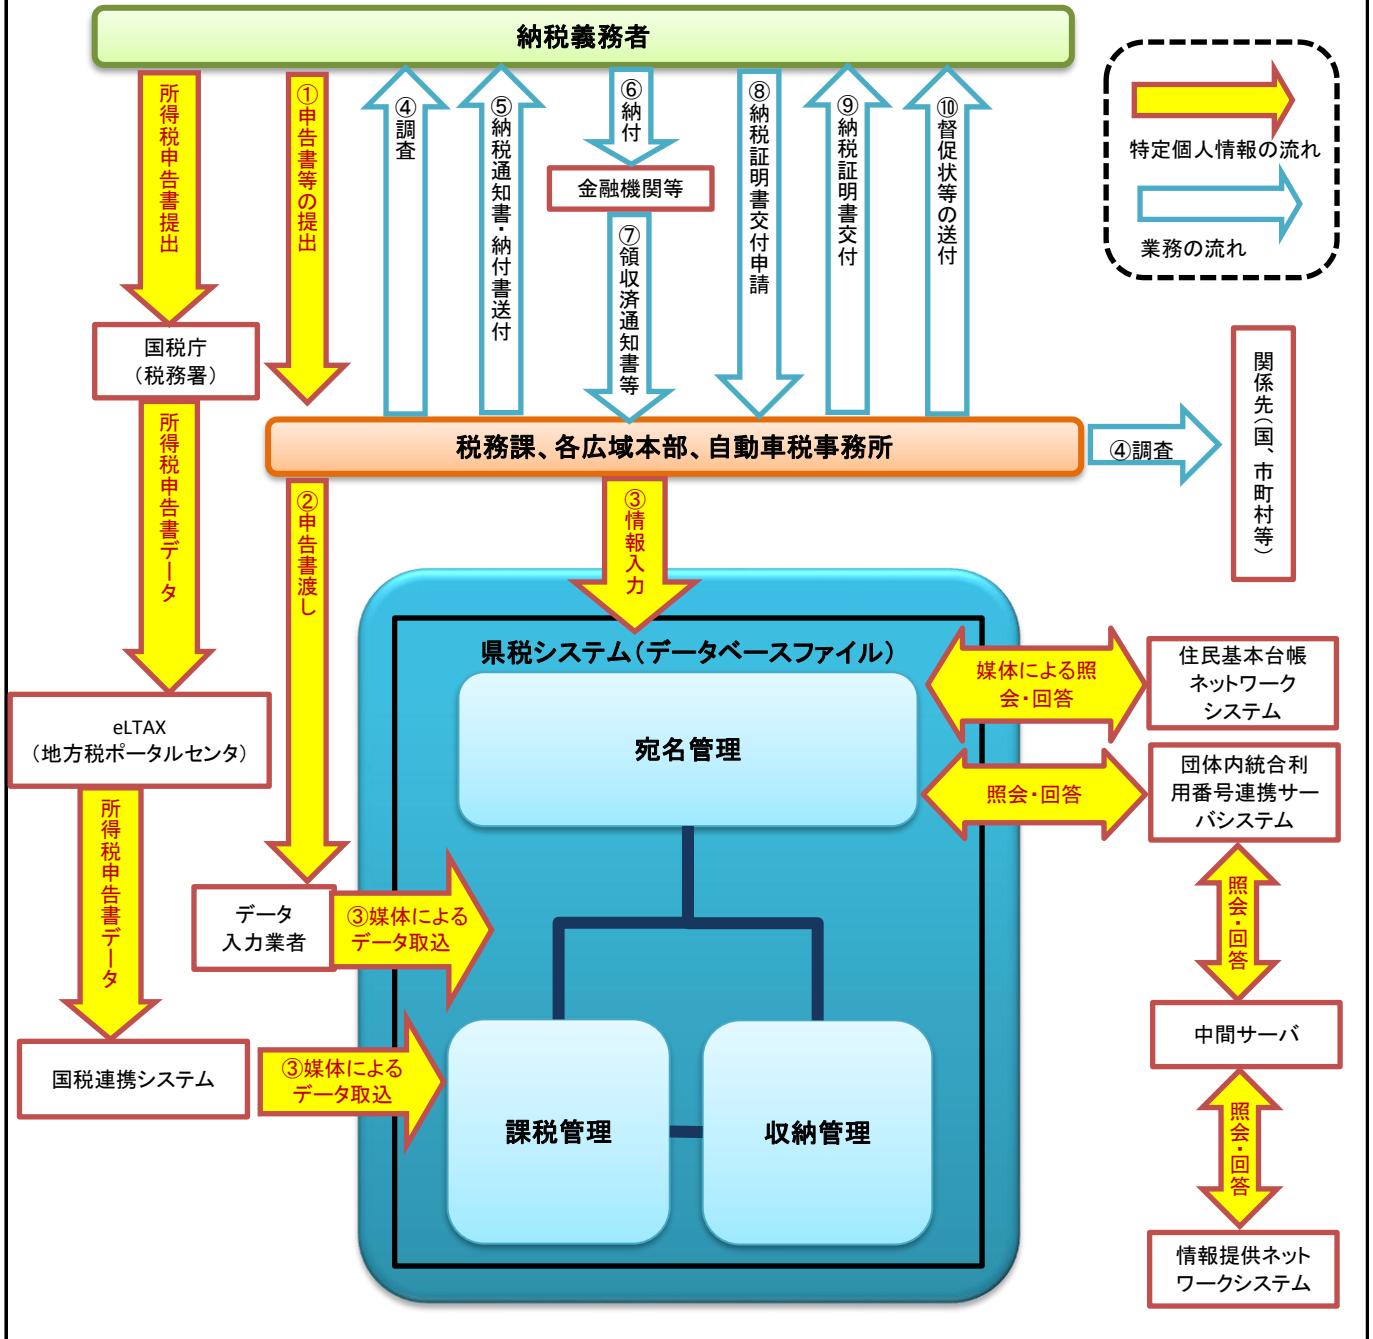 納税義務者
所得税申告書提出
①申告書等の提出
④調査
⑤納税通知書・納付書送付
⑥納付
金融機関等
⑦領収済通知書等
⑧納税証明書交付申請
⑨納税証明書交付
⑩督促状等の送付
特定個人情報の流れ
業務の流れ
国税庁
（税務署）
税務課、各広域本部、自動車税事務所
④調査
関係先（国、市町村等）
所得税申告書データ
②申告書渡し
③情報入力
県税システム（データベースファイル）
宛名管理
媒体による照
会・回答
住民基本台帳
ネットワーク
システム
eLTAX
（地方税ポータルセンタ）
照会・回答
団体内統合利
用番号連携サー
バシステム
所得税申告書データ
データ
入力業者
③媒体による
データ取込
照会・回答
中間サーバ
国税連携システム
③媒体による
データ取込
課税管理
収納管理
照会・回答
情報提供ネット
ワークシステム